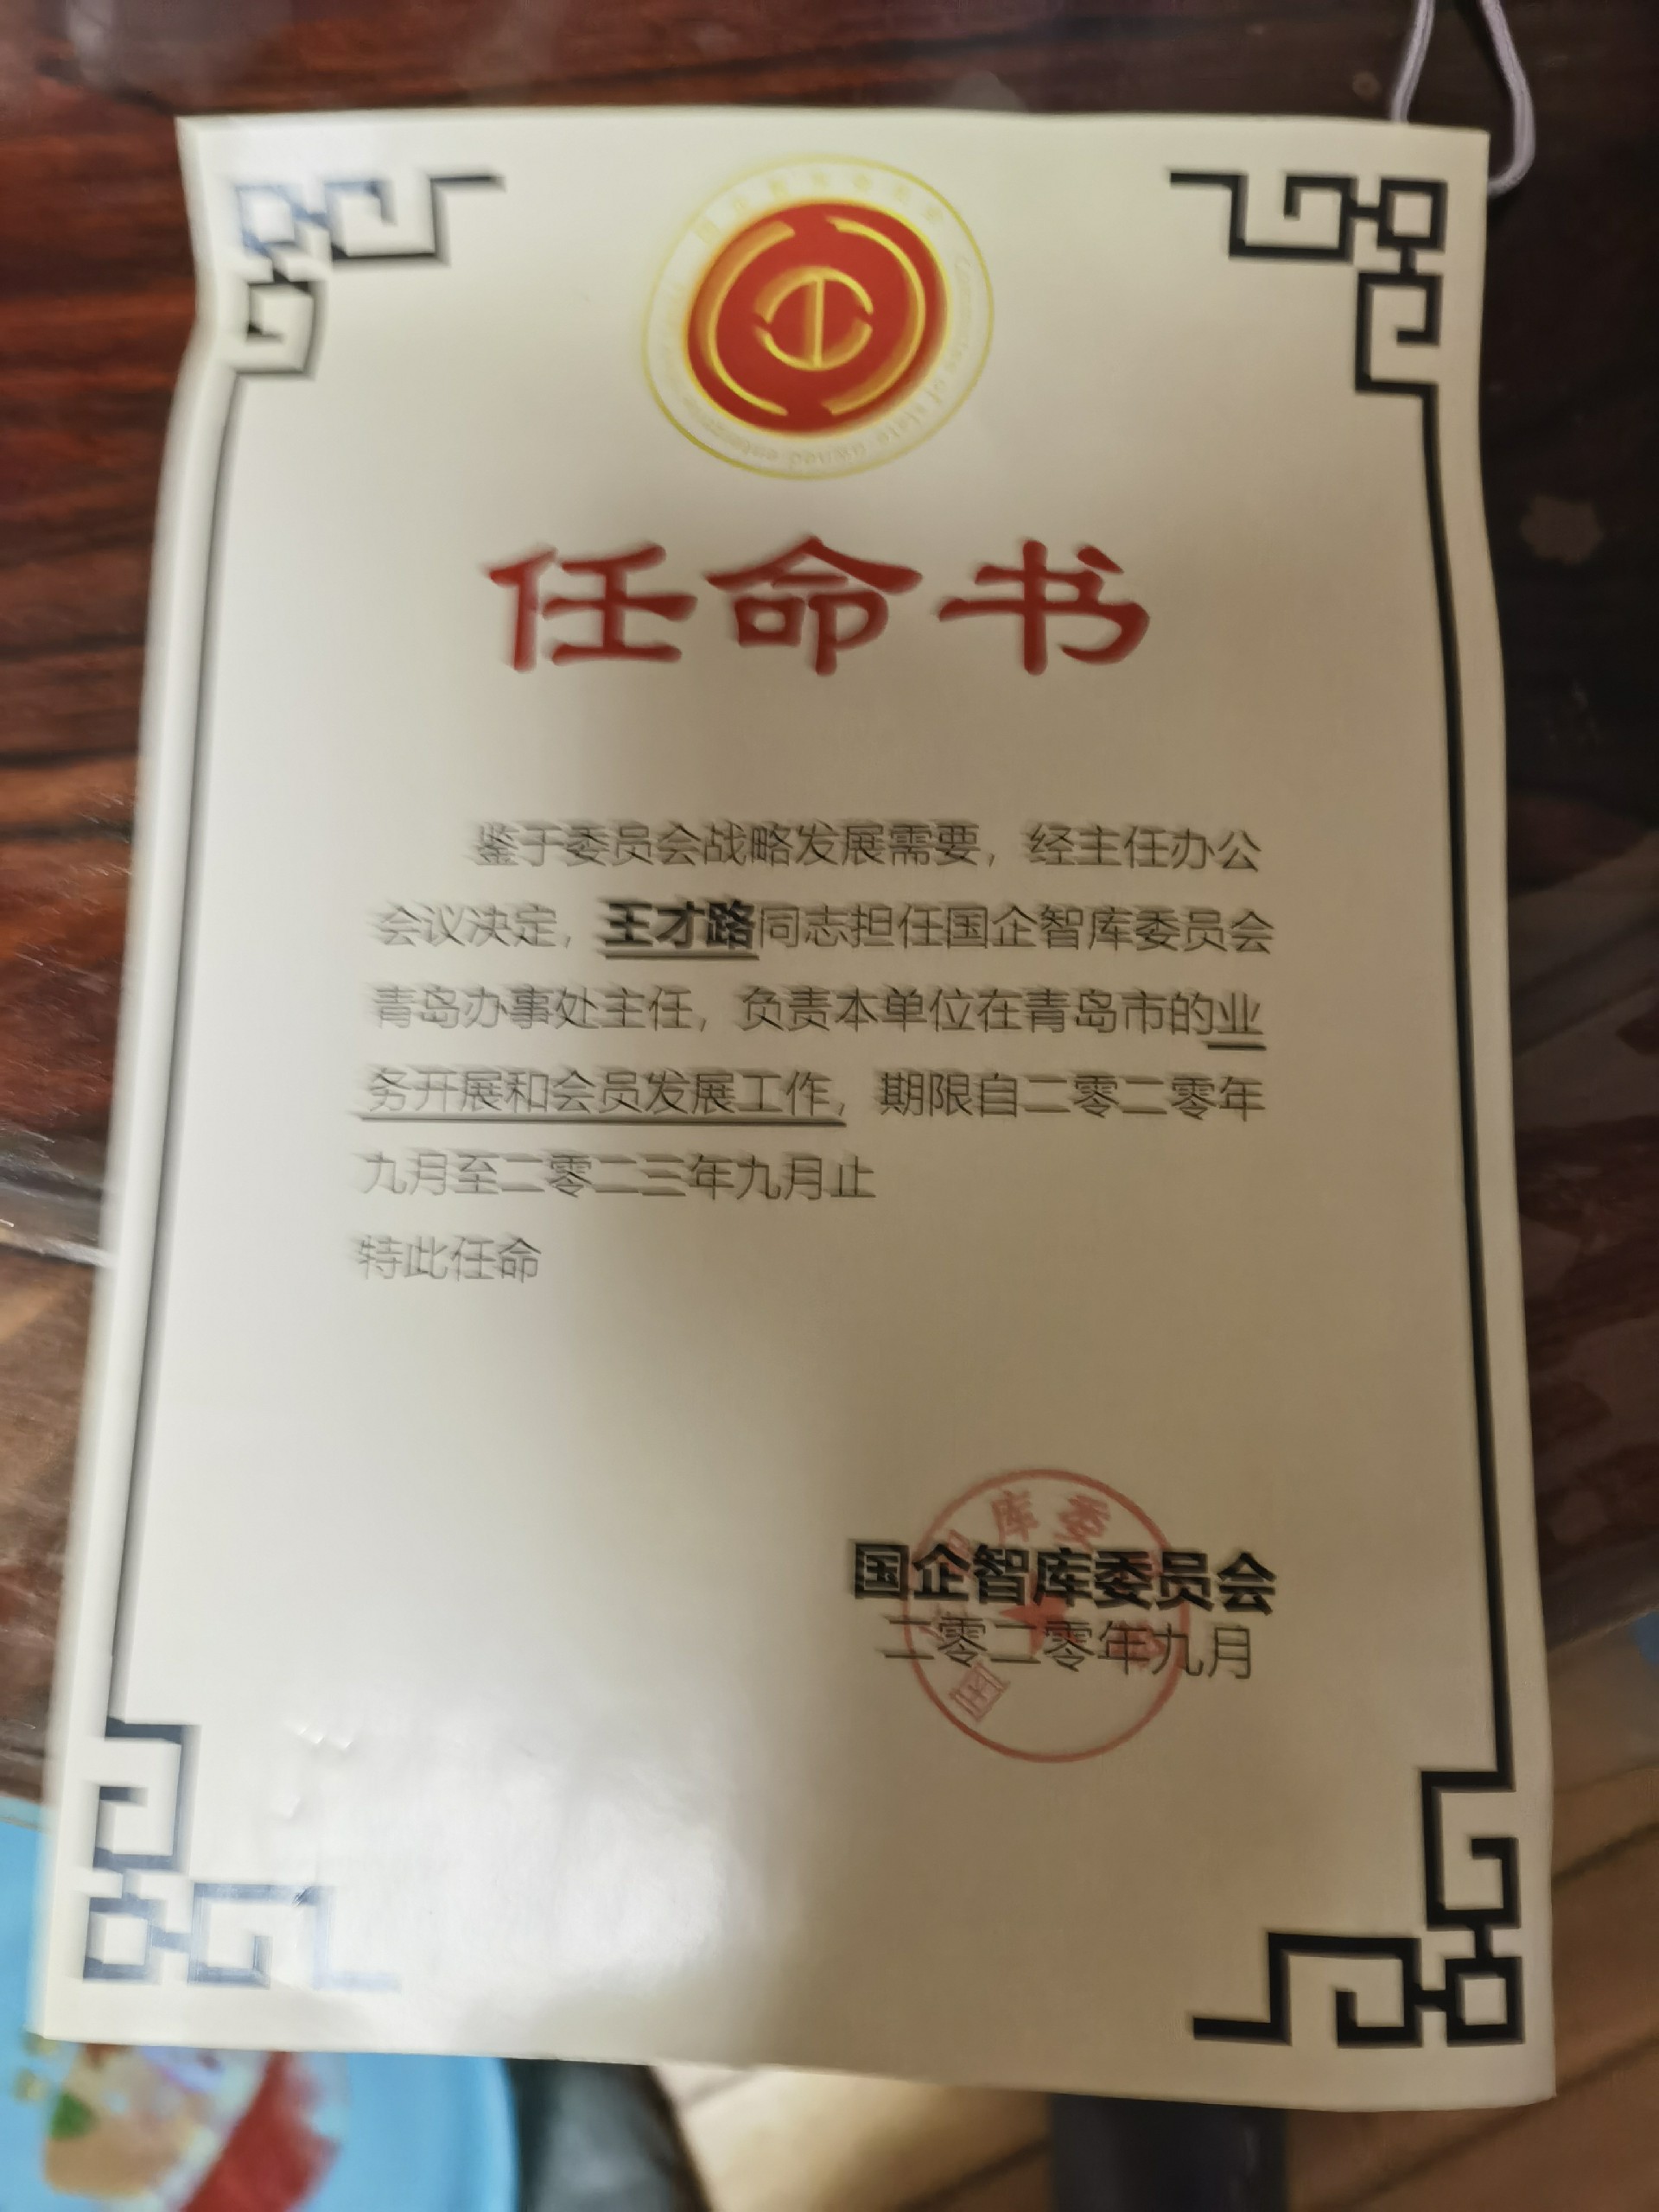 任命书
鉴于委员会战略发展需要，经主任办公
会议决定，王才路同志担任国企智库委员会
青岛办事处主任，负责本单位在青岛市的业
务开展和会员发展工作，期限自二零二零年
九月至二零二三年九月止
特此任命
库委
国企智库委员会
二零二零年九月
国